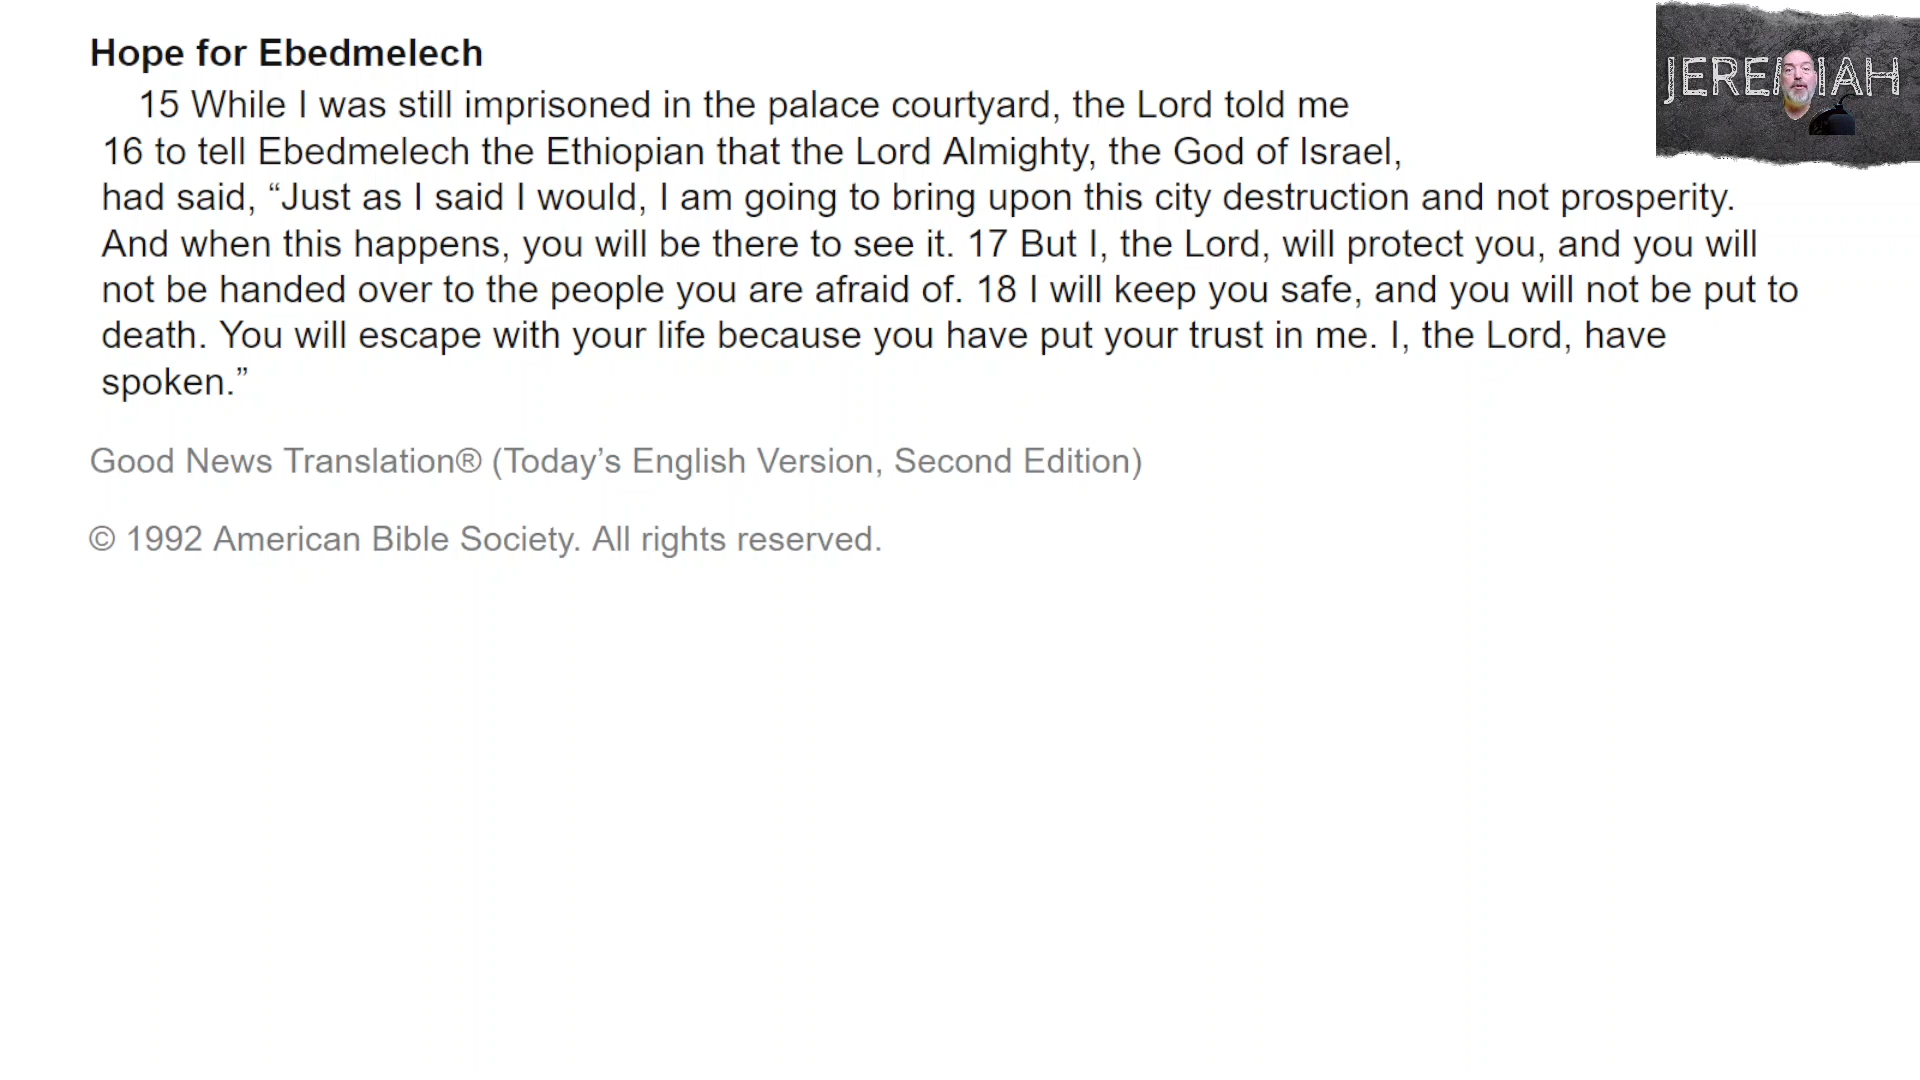 Hope for Ebedmelech
JEREMIAH
15 While I was still imprisoned in the palace courtyard, the Lord told me
16 to tell Ebedmelech the Ethiopian that the Lord Almighty, the God of Israel,
had said, “Just as I said I would, I am going to bring upon this city destruction and not prosperity.
And when this happens, you will be there to see it. 17 But I, the Lord, will protect you, and you will
not be handed over to the people you are afraid of. 18 I will keep you safe, and you will not be put to
death. You will escape with your life because you have put your trust in me. I, the Lord, have
spoken.”
Good News Translation® (Today’s English Version, Second Edition)
© 1992 American Bible Society. All rights reserved.